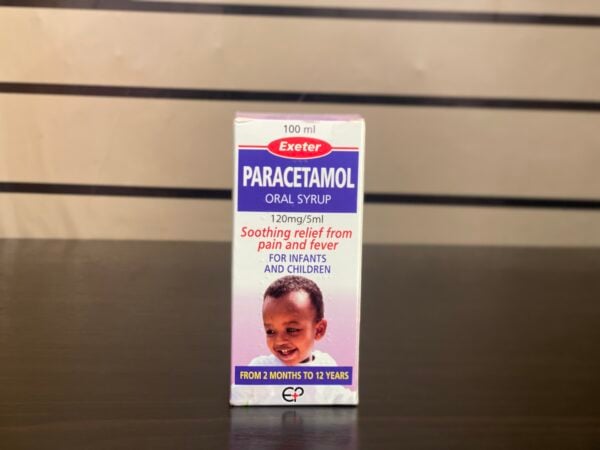 100 ml
Exeter
PARACETAMOL
ORAL SYRUP
120mg/5ml
Soothing relief from
pain and fever
FOR INFANTS
AND CHILDREN
FROM 2 MONTHS TO 12 YEARS
EP